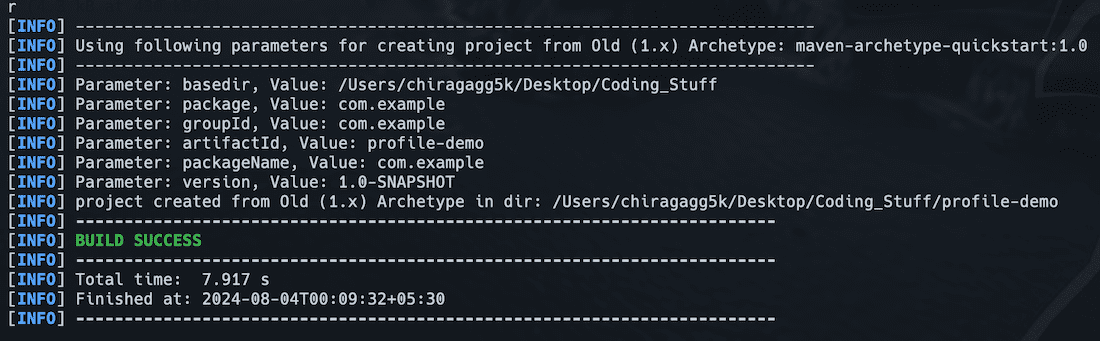 r
[INFO] ----------------------------------------------------------------------------
[INFO] Using following parameters for creating project from Old (1.x) Archetype: maven-archetype-quickstart:1.0
[INFO] ----------------------------------------------------------------------------
[INFO] Parameter: basedir, Value: /Users/chiragagg5k/Desktop/Coding_Stuff
[INFO] Parameter: package, Value: com.example
[INFO] Parameter: groupId, Value: com.example
[INFO] Parameter: artifactId, Value: profile-demo
[INFO] Parameter: packageName, Value: com.example
[INFO] Parameter: version, Value: 1.0-SNAPSHOT
[INFO] project created from Old (1.x) Archetype in dir: /Users/chiragagg5k/Desktop/Coding_Stuff/profile-demo
[INFO] ------------------------------------------------------------------------
[INFO] BUILD SUCCESS
[INFO] ------------------------------------------------------------------------
[INFO] Total time:  7.917 s
[INFO] Finished at: 2024-08-04T00:09:32+05:30
[INFO] ------------------------------------------------------------------------